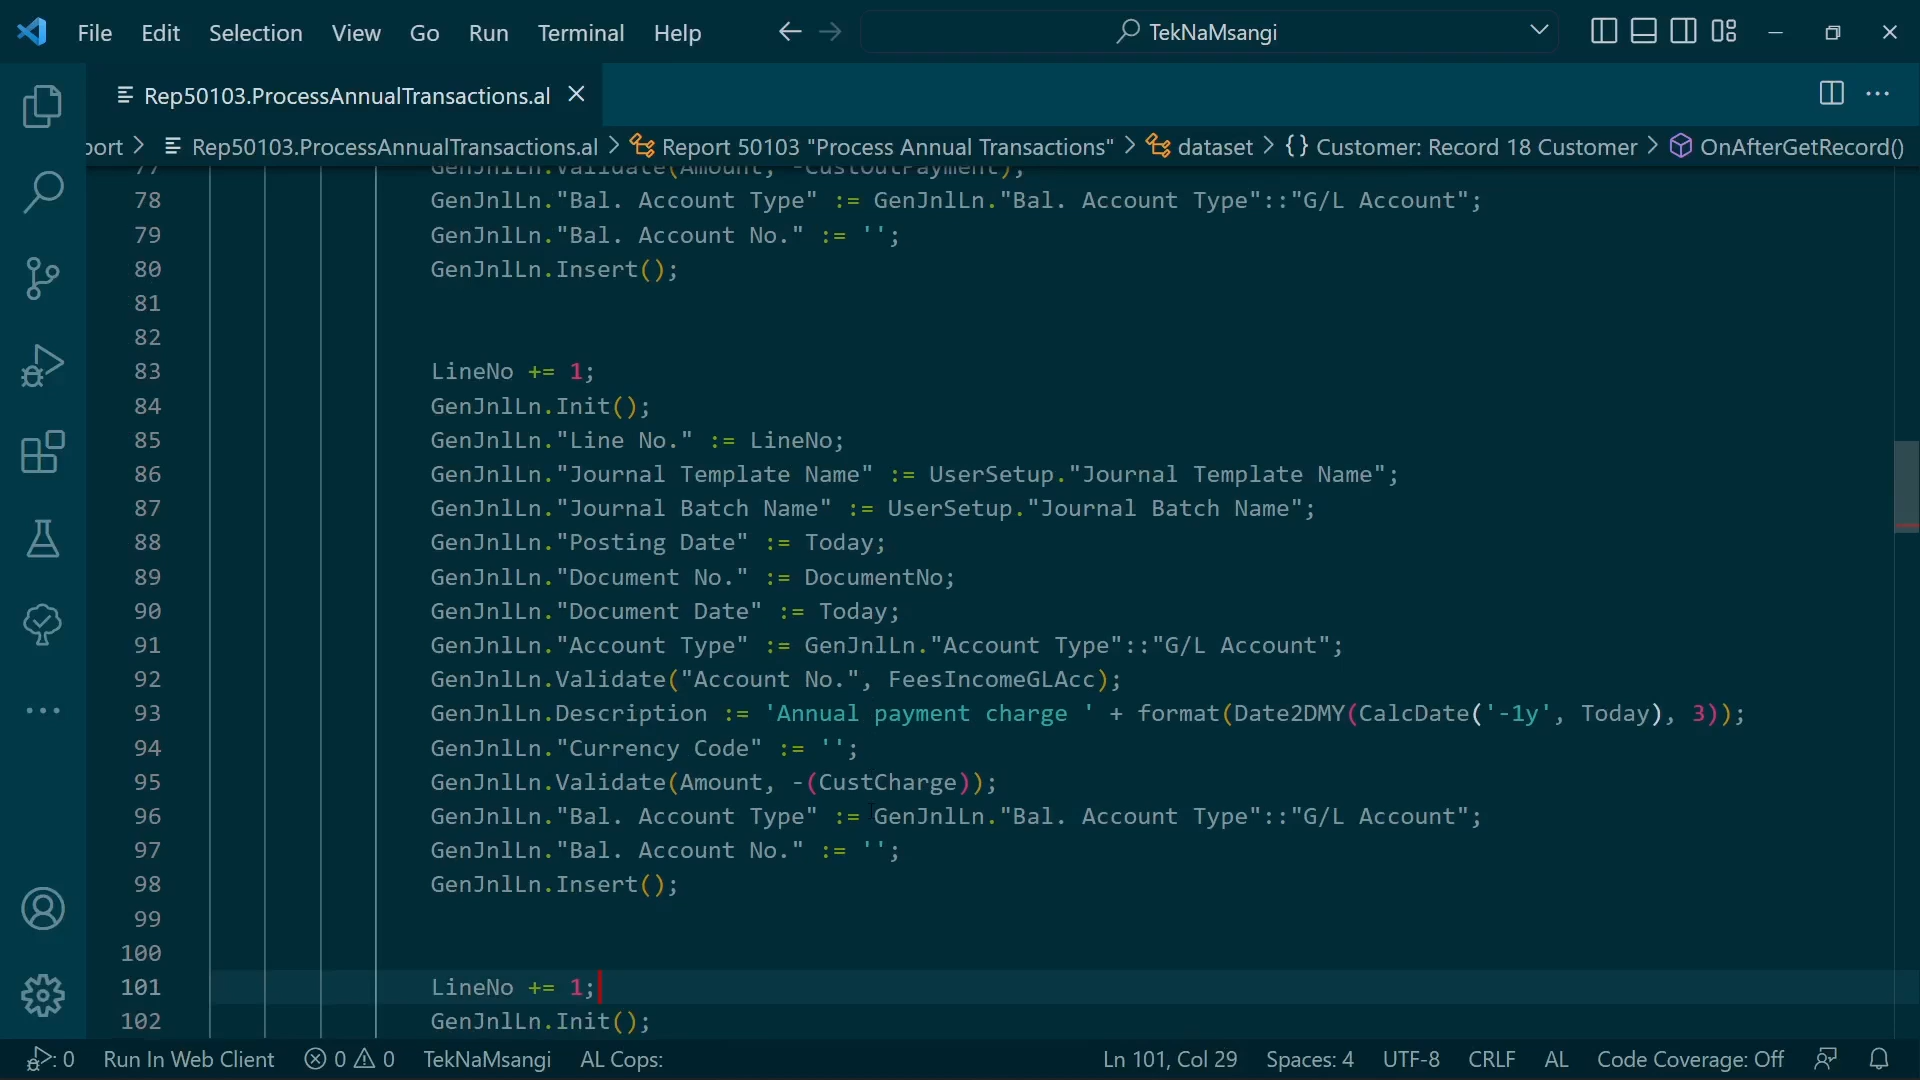 File Edit Selection View Go Run Terminal Help TekNaMsangi
Rep50103.ProcessAnnualTransactions.al
port > Rep50103.ProcessAnnualTransactions.al > Report 50103 "Process Annual Transactions" > dataset > {} Customer: Record 18 Customer > OnAfterGetRecord()
77 GenJnlLn.Validate(Amount, -CustOutPayment);
78 GenJnlLn."Bal. Account Type" := GenJnlLn."Bal. Account Type"::"G/L Account";
79 GenJnlLn."Bal. Account No." := '';
80 GenJnlLn.Insert();
81
82
83 LineNo += 1;
84 GenJnlLn.Init();
85 GenJnlLn."Line No." := LineNo;
86 GenJnlLn."Journal Template Name" := UserSetup."Journal Template Name";
87 GenJnlLn."Journal Batch Name" := UserSetup."Journal Batch Name";
88 GenJnlLn."Posting Date" := Today;
89 GenJnlLn."Document No." := DocumentNo;
90 GenJnlLn."Document Date" := Today;
91 GenJnlLn."Account Type" := GenJnlLn."Account Type"::"G/L Account";
92 GenJnlLn.Validate("Account No.", FeesIncomeGLAcc);
93 GenJnlLn.Description := 'Annual payment charge ' + format(Date2DMY(CalcDate('-1y', Today), 3));
94 GenJnlLn."Currency Code" := '';
95 GenJnlLn.Validate(Amount, -(CustCharge));
96 GenJnlLn."Bal. Account Type" := GenJnlLn."Bal. Account Type"::"G/L Account";
97 GenJnlLn."Bal. Account No." := '';
98 GenJnlLn.Insert();
99
100
101 LineNo += 1;
102 GenJnlLn.Init();
0 Run In Web Client 0 0 TekNaMsangi AL Cops: Ln 101, Col 29 Spaces: 4 UTF-8 CRLF AL Code Coverage: Off